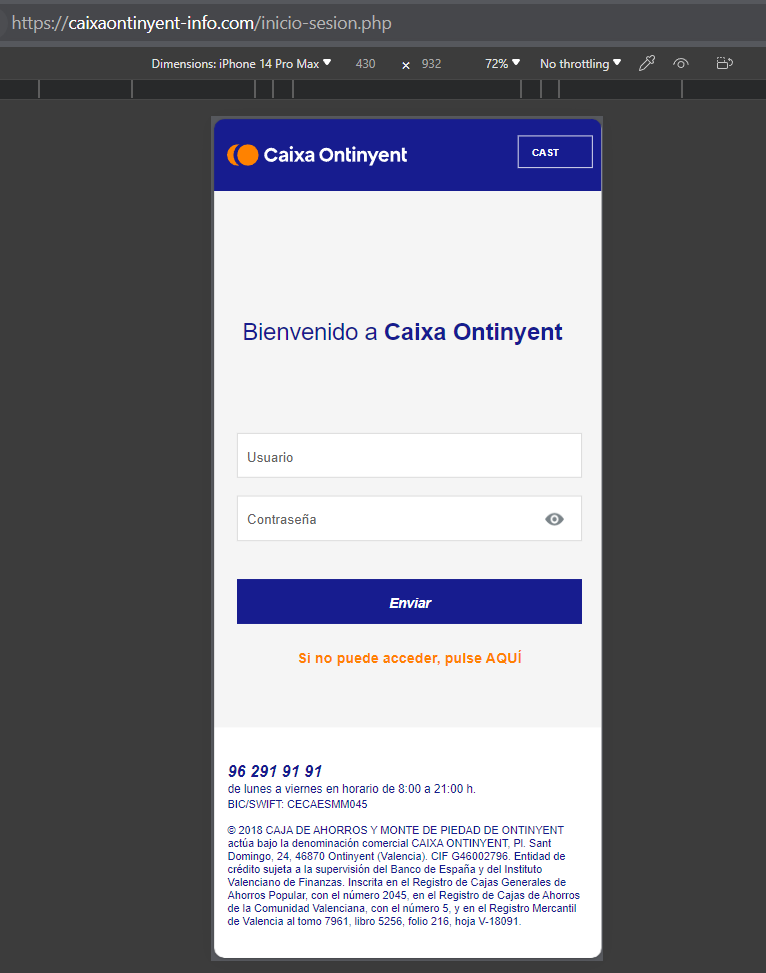 https://caixaontinyent-info.com/inicio-sesion.php
Dimensions: iPhone 14 Pro Max 430 × 932 72% No throttling
Caixa Ontinyent
CAST
Bienvenido a Caixa Ontinyent
Usuario
Contraseña
Enviar
Si no puede acceder, pulse AQUÍ
96 291 91 91
de lunes a viernes en horario de 8:00 a 21:00 h.
BIC/SWIFT: CECAESMM045
© 2018 CAJA DE AHORROS Y MONTE DE PIEDAD DE ONTINYENT
actúa bajo la denominación comercial CAIXA ONTINYENT, Pl. Sant
Domingo, 24, 46870 Ontinyent (Valencia). CIF G46002796. Entidad de
crédito sujeta a la supervisión del Banco de España y del Instituto
Valenciano de Finanzas. Inscrita en el Registro de Cajas Generales de
Ahorros Popular, con el número 2045, en el Registro de Cajas de Ahorros
de la Comunidad Valenciana, con el número 5, y en el Registro Mercantil
de Valencia al tomo 7961, libro 5256, folio 216, hoja V-18091.